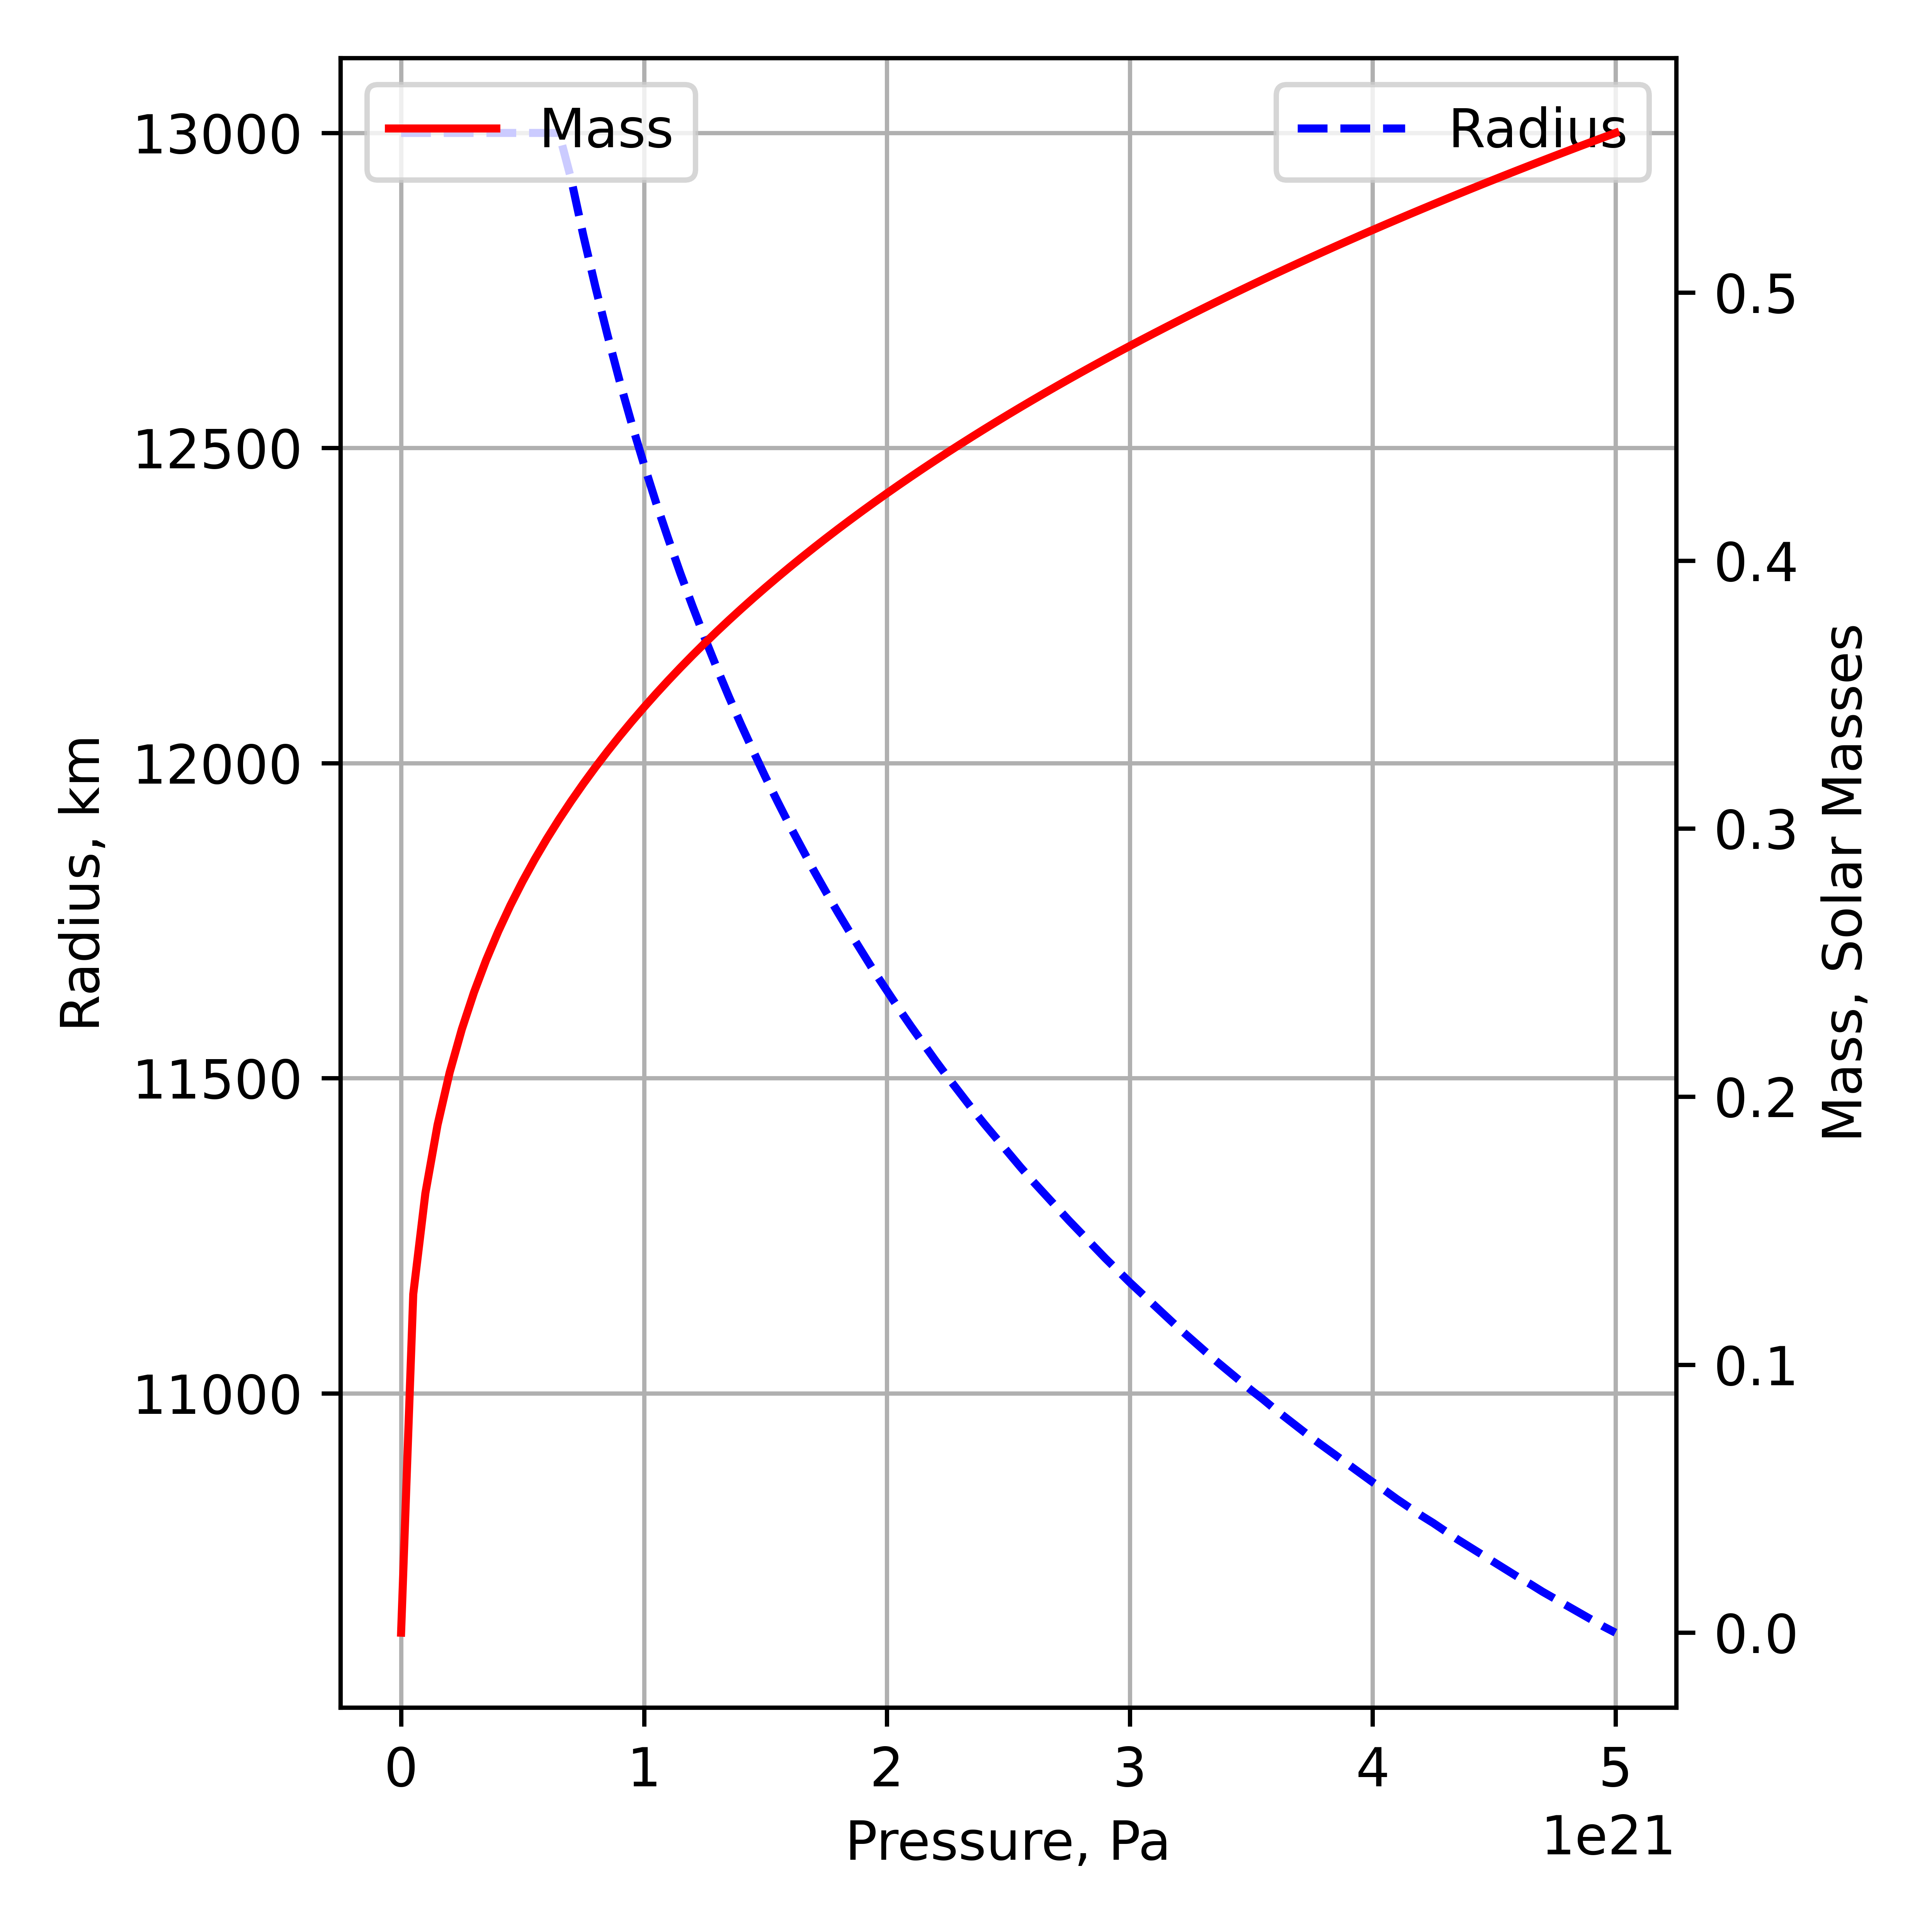 Mass
Radius
13000
12500
12000
11500
11000
Radius, km
0.5
0.4
0.3
0.2
0.1
0.0
Mass, Solar Masses
0 1 2 3 4 5
1e21
Pressure, Pa